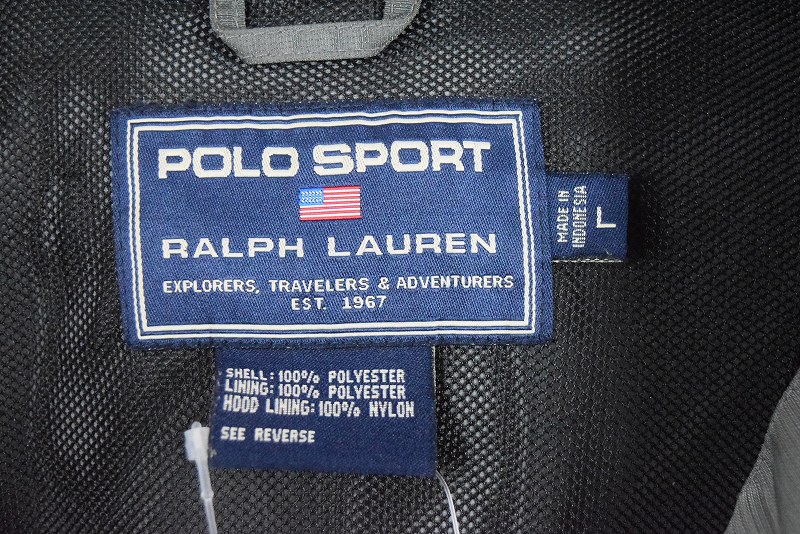 POLO SPORT
RALPH LAUREN
EXPLORERS, TRAVELERS & ADVENTURERS
EST. 1967
MADE IN
INDONESIA
L
SHELL: 100% POLYESTER
LINING: 100% POLYESTER
HOOD LINING: 100% NYLON
SEE REVERSE